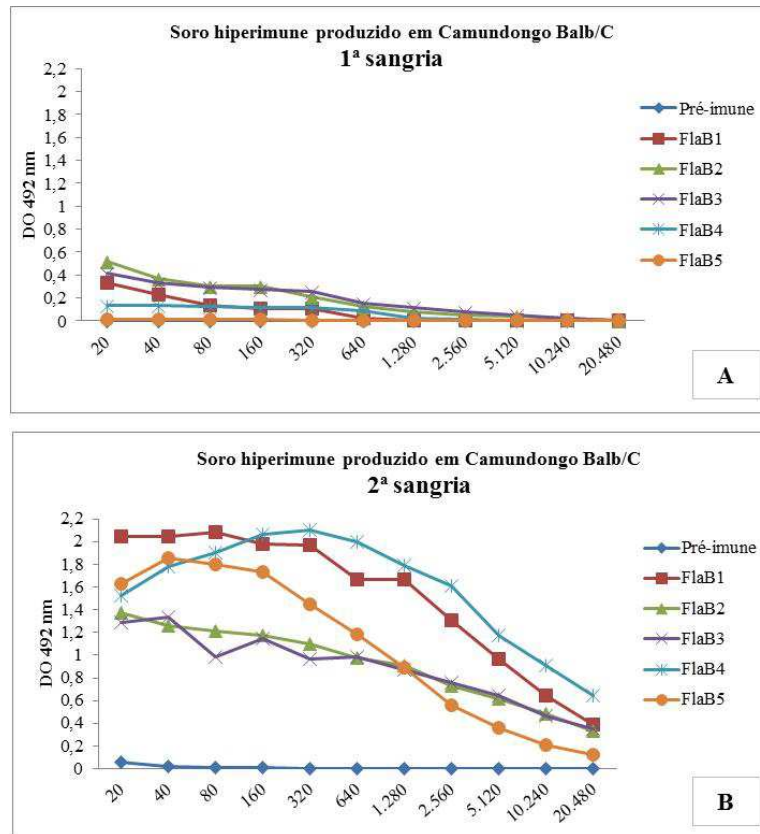 Soro hiperimune produzido em Camundongo Balb/C
1ª sangria
2,2
2
1,8
1,6
1,4
1,2
1
0,8
0,6
0,4
0,2
0
DO 492 nm
20
40
80
160
320
640
1.280
2.560
5.120
10.240
20.480
Pré-imune
FlaB1
FlaB2
FlaB3
FlaB4
FlaB5
A
Soro hiperimune produzido em Camundongo Balb/C
2ª sangria
2,2
2
1,8
1,6
1,4
1,2
1
0,8
0,6
0,4
0,2
0
DO 492 nm
20
40
80
160
320
640
1.280
2.560
5.120
10.240
20.480
Pré-imune
FlaB1
FlaB2
FlaB3
FlaB4
FlaB5
B